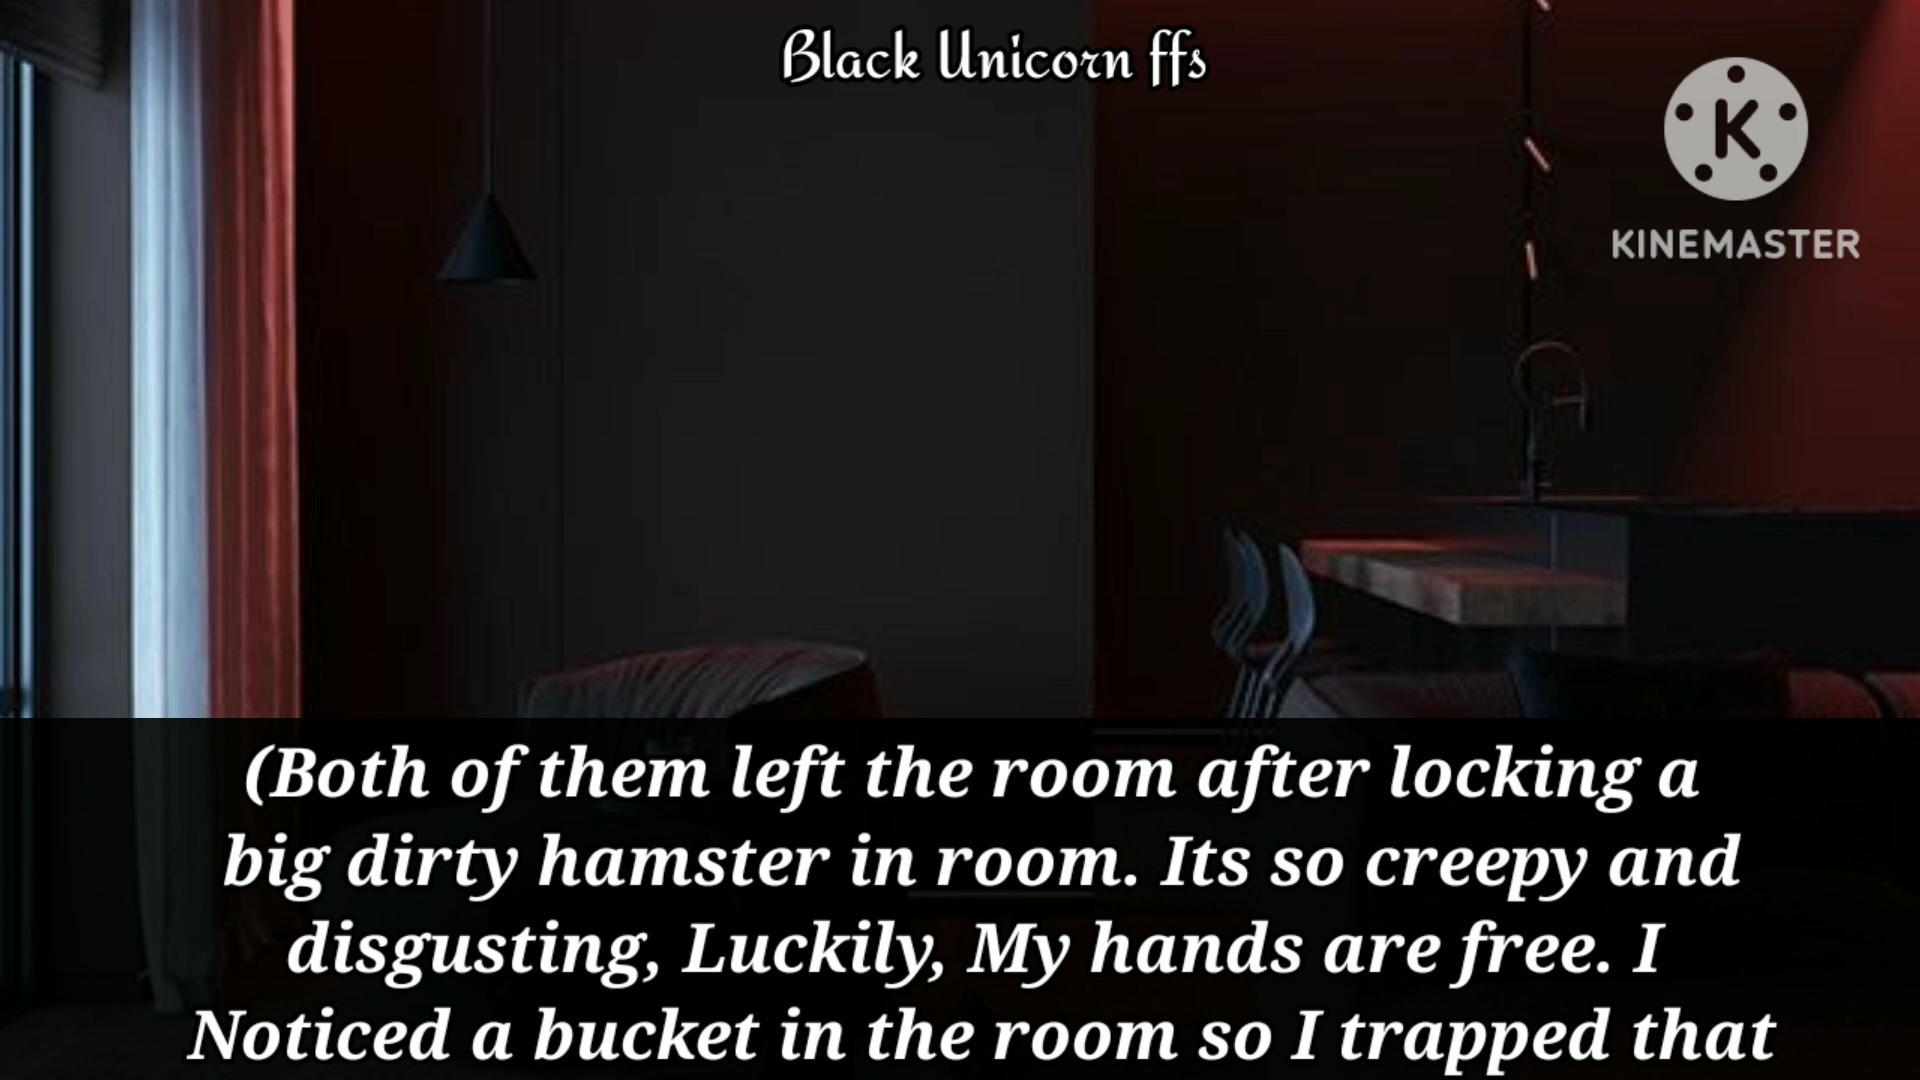 Black Unicorn ffs
K
KINEMASTER
(Both of them left the room after locking a
big dirty hamster in room. Its so creepy and
disgusting, Luckily, My hands are free. I
Noticed a bucket in the room so I trapped that